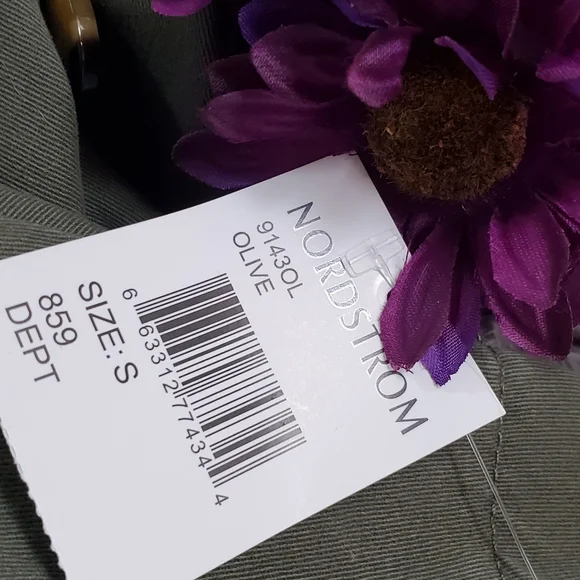 NORDSTROM
9143OL
OLIVE
6 63312 77434 4
SIZE: S
859
DEPT